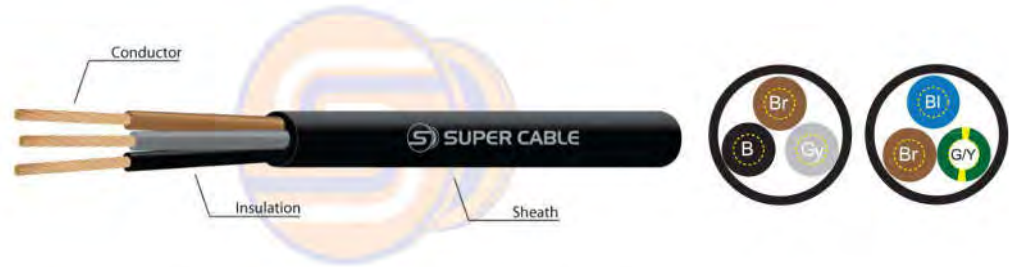 Conductor
SUPER CABLE
Insulation
Sheath
Br
B
Gy
Bl
Br
G/Y